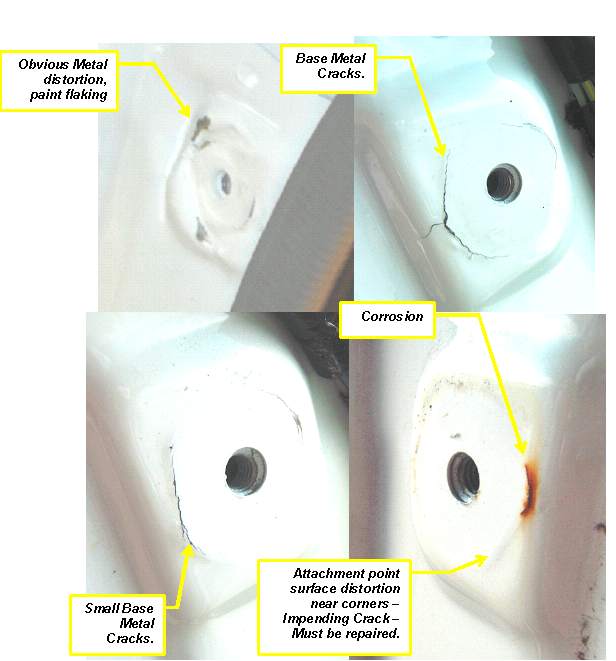 Obvious Metal
distortion,
paint flaking
Base Metal
Cracks.
Corrosion
Small Base
Metal
Cracks.
Attachment point
surface distortion
near corners –
Impending Crack –
Must be repaired.